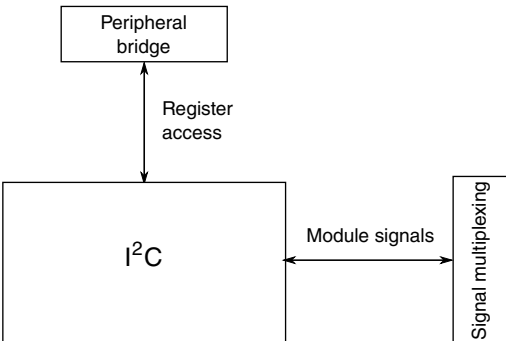 Peripheral
bridge
Register
access
I²C
Module signals
Signal multiplexing